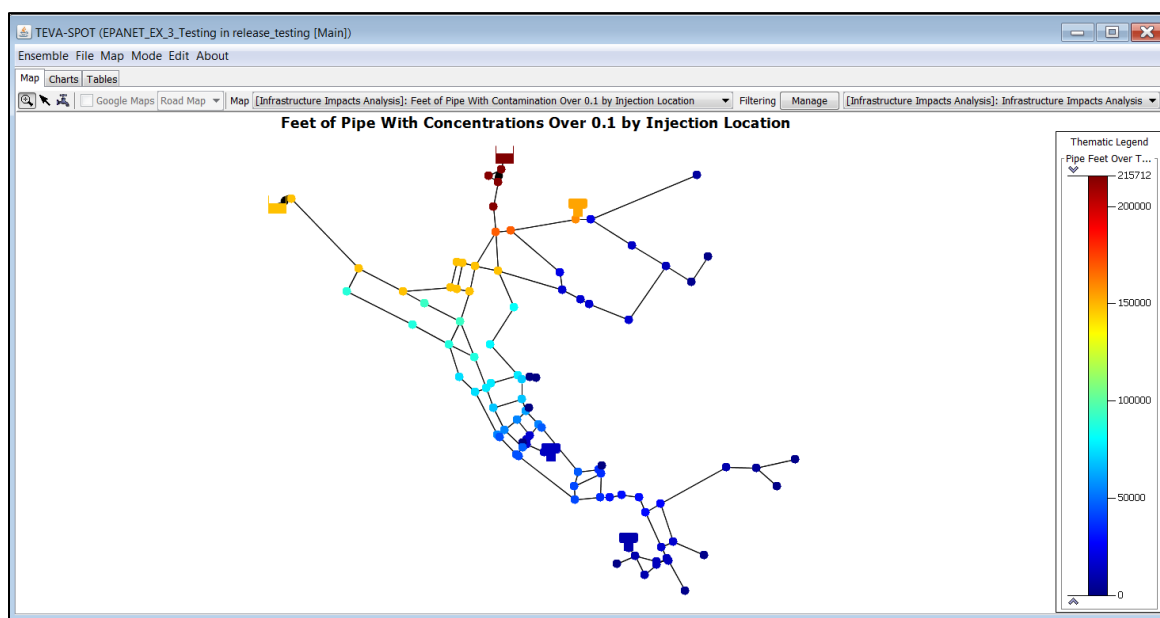 TEVA-SPOT (EPANET_EX_3_Testing in release_testing [Main])
Ensemble File Map Mode Edit About
Map Charts Tables
Google Maps Road Map Map [Infrastructure Impacts Analysis]: Feet of Pipe With Contamination Over 0.1 by Injection Location Filtering Manage [Infrastructure Impacts Analysis]: Infrastructure Impacts Analysis
Feet of Pipe With Concentrations Over 0.1 by Injection Location
Thematic Legend
Pipe Feet Over T...
215712
200000
150000
100000
50000
0